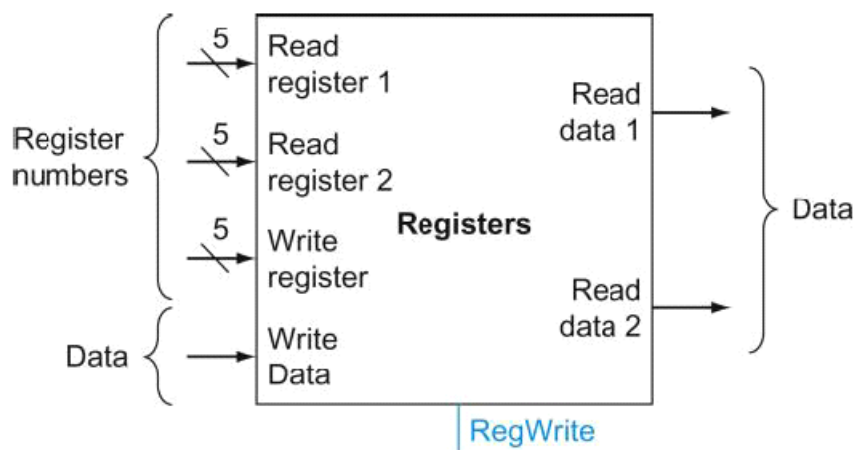 Register
numbers
Data
5
Read
register 1
5
Read
register 2
5
Write
register
Write
Data
Registers
Read
data 1
Read
data 2
Data
RegWrite